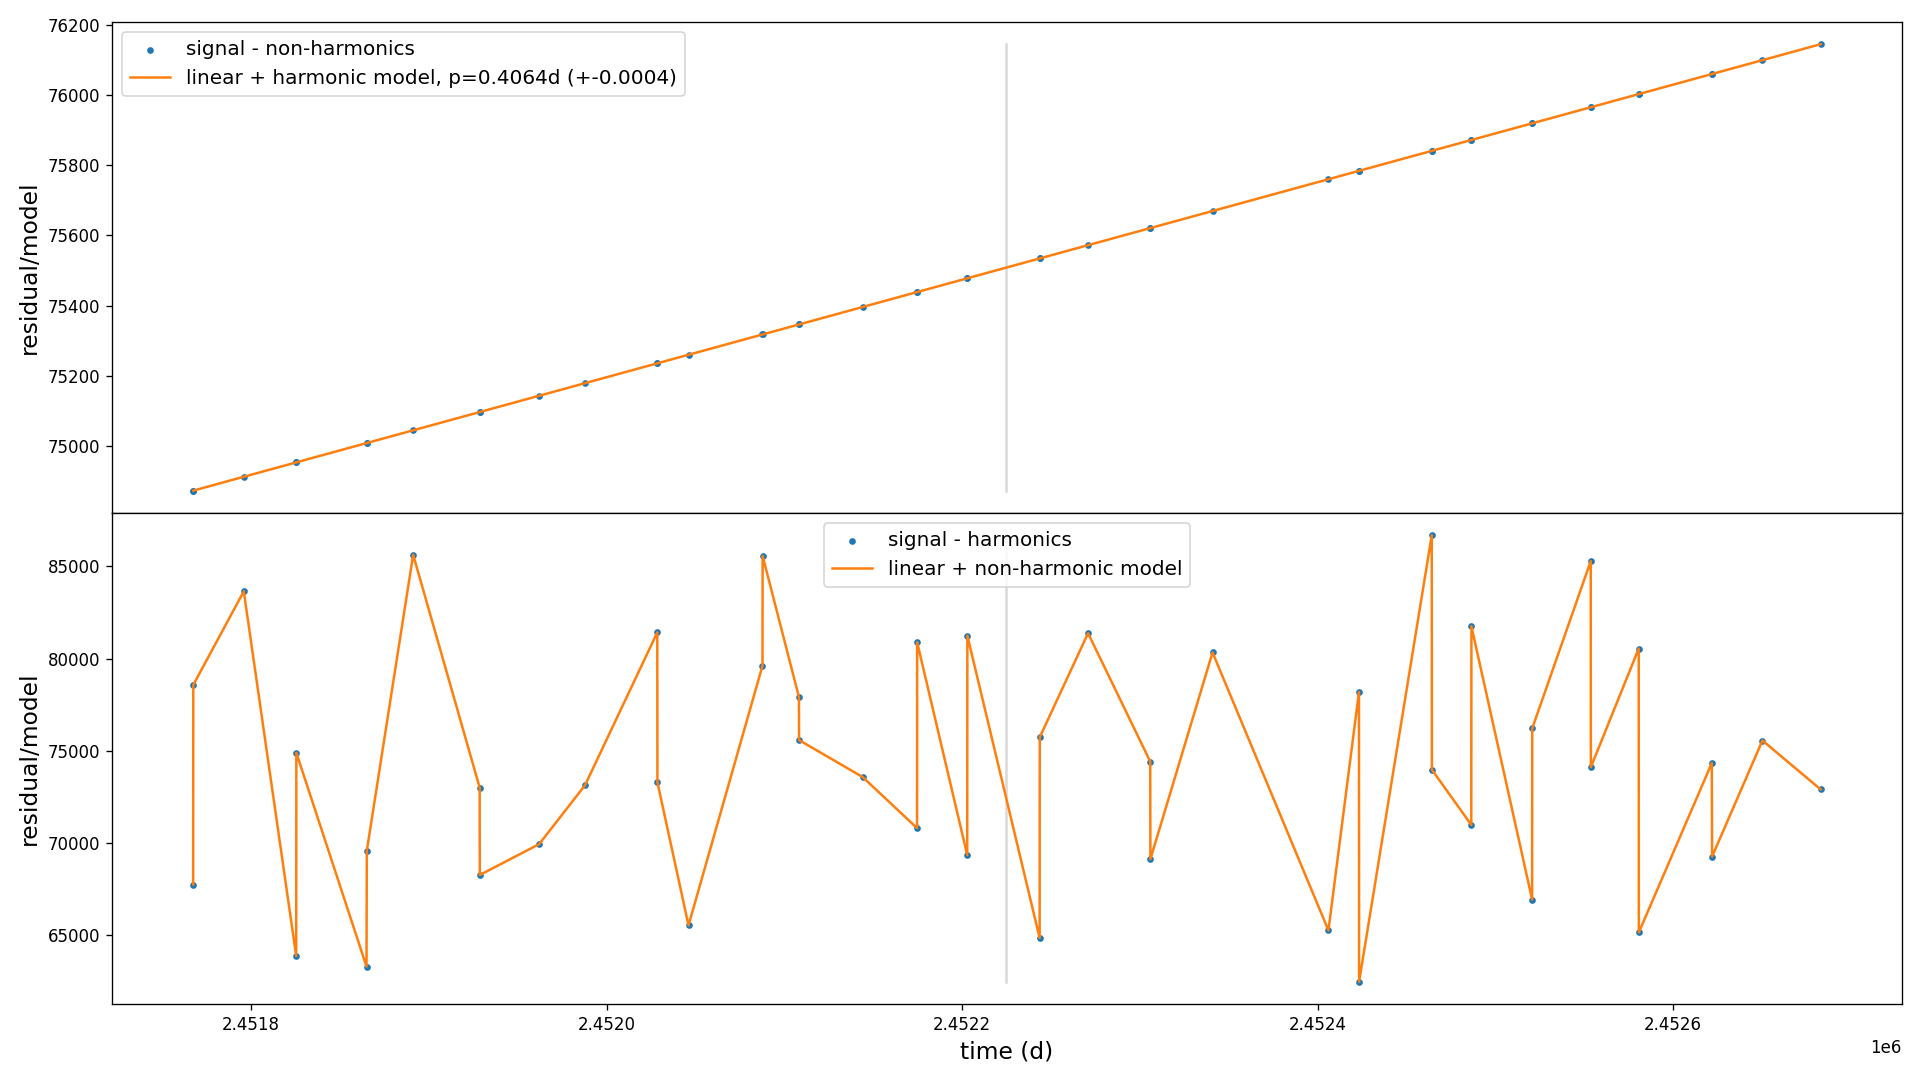 76200
76000
75800
75600
75400
75200
75000
residual/model
signal - non-harmonics
linear + harmonic model, p=0.4064d (+-0.0004)
85000
80000
75000
70000
65000
residual/model
signal - harmonics
linear + non-harmonic model
2.4518
2.4520
2.4522
2.4524
2.4526
1e6
time (d)